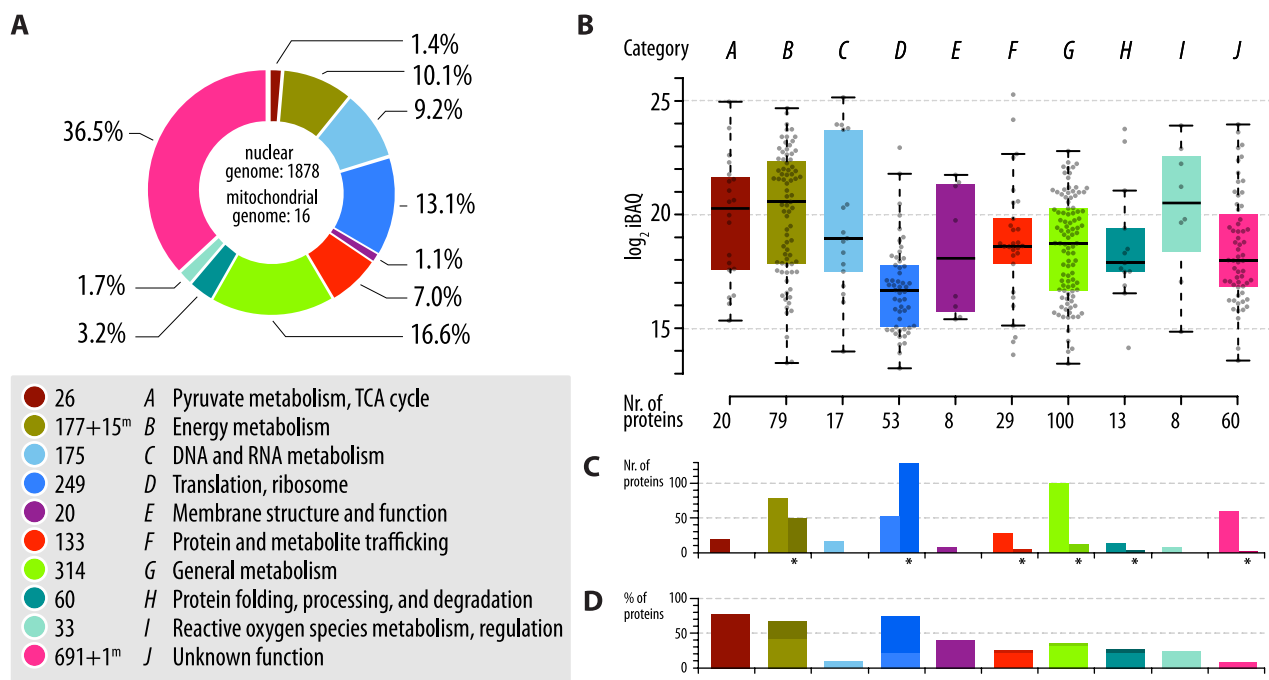 A
1.4%
10.1%
9.2%
36.5%
nuclear
genome: 1878
mitochondrial
genome: 16
13.1%
1.1%
1.7%
7.0%
3.2%
16.6%
26 A Pyruvate metabolism, TCA cycle
177+15m B Energy metabolism
175 C DNA and RNA metabolism
249 D Translation, ribosome
20 E Membrane structure and function
133 F Protein and metabolite trafficking
314 G General metabolism
60 H Protein folding, processing, and degradation
33 I Reactive oxygen species metabolism, regulation
691+1m J Unknown function
B
Category A B C D E F G H I J
log2 iBAQ
25
20
15
Nr. of
proteins 20 79 17 53 8 29 100 13 8 60
C
Nr. of
proteins
100
50
0
* * * * * *
D
% of
proteins
100
50
0